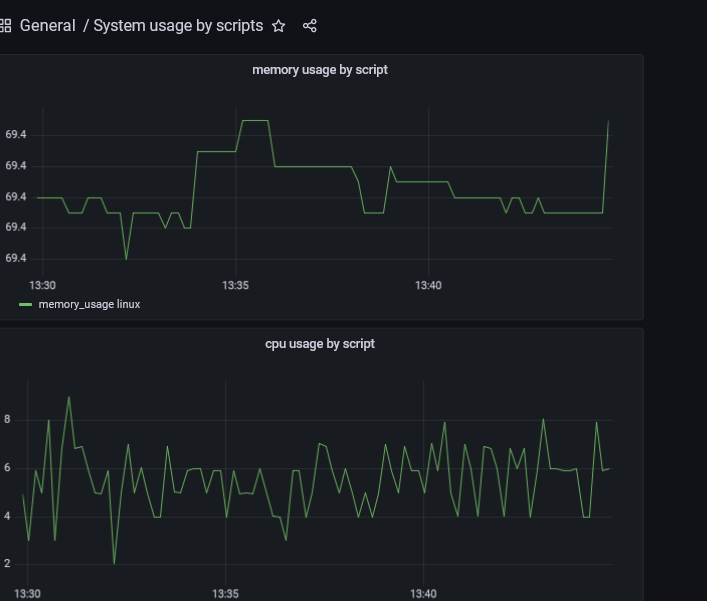 General / System usage by scripts
memory usage by script
69.4
69.4
69.4
69.4
69.4
13:30 13:35 13:40
memory_usage linux
cpu usage by script
8
6
4
2
13:30 13:35 13:40